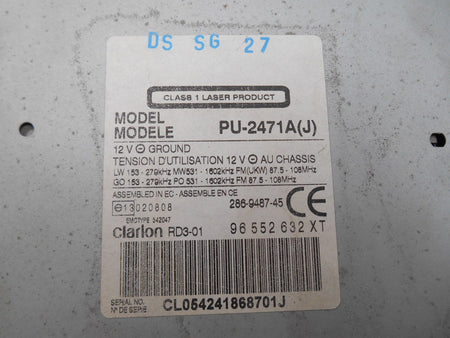 DS SG 27
CLASS 1 LASER PRODUCT
MODEL
MODELE PU-2471A(J)
12 V ⊖ GROUND
TENSION D'UTILISATION 12 V ⊖ AU CHASSIS
LW 153 - 279kHz MW531 - 1602kHz FM(UKW) 87.5 - 108MHz
GO 153 - 279kHz PO 531 - 1602kHz FM 87.5 - 108MHz
ASSEMBLED IN EC - ASSEMBLE EN CE
13020808 286-9487-45 CE
EMCTYPE 342047
clarion RD3-01 96 552 632 XT
SERIAL NO.
N° DE SERIE CL054241868701J